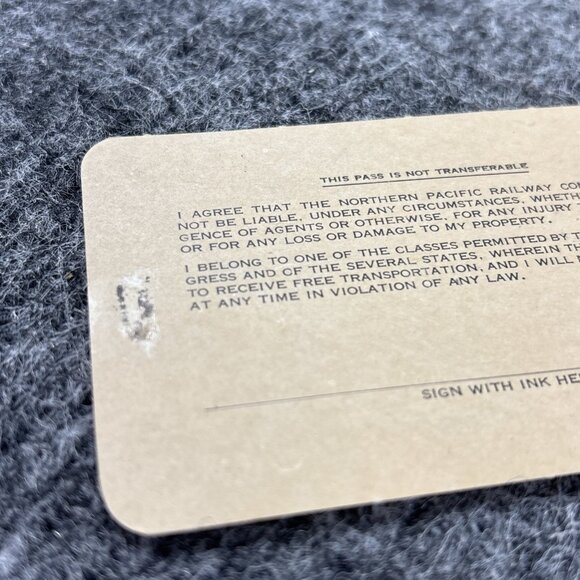 THIS PASS IS NOT TRANSFERABLE
I AGREE THAT THE NORTHERN PACIFIC RAILWAY COM
NOT BE LIABLE, UNDER ANY CIRCUMSTANCES, WHETH
GENCE OF AGENTS OR OTHERWISE, FOR ANY INJURY
OR FOR ANY LOSS OR DAMAGE TO MY PROPERTY.
I BELONG TO ONE OF THE CLASSES PERMITTED BY T
GRESS AND OF THE SEVERAL STATES, WHEREIN
TO RECEIVE FREE TRANSPORTATION, AND I WILL
AT ANY TIME IN VIOLATION OF ANY LAW.
SIGN WITH INK HER